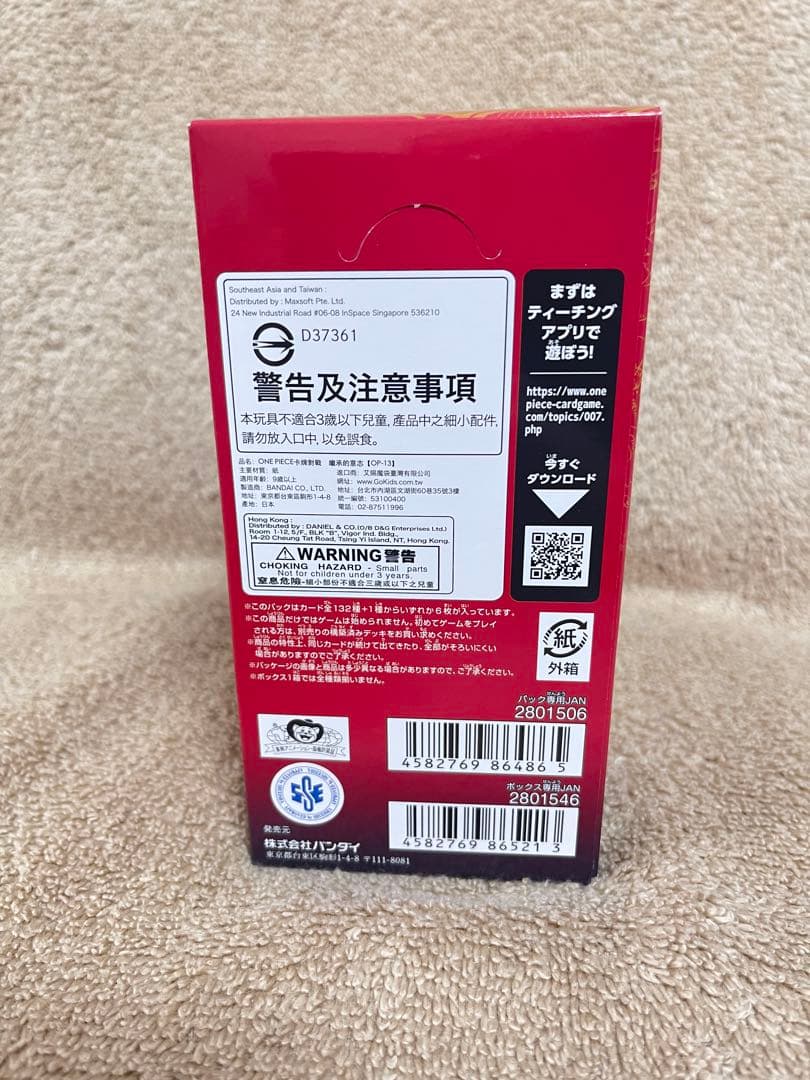 Southeast Asia and Taiwan :
Distributed by : Maxsoft Pte. Ltd.
24 New Industrial Road #06-08 InSpace Singapore 536210
D37361
警告及注意事項
本玩具不適合3歲以下兒童, 產品中之細小配件,
請勿放入口中, 以免誤食。
品名: ONE PIECE卡牌對戰 繼承的意志【OP-13】
主要材質: 紙
適用年齡: 9歲以上
製造商: BANDAI CO., LTD.
地址: 東京都台東區駒形1-4-8
產地: 日本
進口商: 艾賜魔袋臺灣有限公司
網址: www.GoKids.com.tw
地址: 台北市內湖區文湖街60巷35號3樓
統一編號: 53100400
電話: 02-87511996
Hong Kong :
Distributed by : DANIEL & CO.(O/B D&G Enterprises Ltd.)
Room 1-12, 5/F., BLK "B", Vigor Ind. Bldg.,
14-20 Cheung Tat Road, Tsing Yi Island, NT, Hong Kong.
WARNING 警告
CHOKING HAZARD - Small parts
Not for children under 3 years.
窒息危險-細小部份不適合三歲或以下之兒童
まずは
ティーチング
アプリで
遊ぼう!
https://www.one
piece-cardgame.
com/topics/007.
php
今すぐ
ダウンロード
紙
外箱
※このパックはカード全132種+1種からいずれか6枚が入っています。
※この商品だけではゲームは始められません。初めてゲームをプレイ
される方は、別売りの構築済みデッキをお買い求めください。
※商品の特性上、同じカードが続けて出てきたり、全部がそろいにくい
場合がありますのでご了承ください。
※パッケージの画像と商品は多少異なる場合がありますので、ご了承ください。
※ボックス1箱では全種類揃いません。
パック専用JAN
2801506
4582769 864865
ボックス専用JAN
2801546
4582769 865213
東映アニメーション・版権許諾品
発売元
株式会社バンダイ
東京都台東区駒形1-4-8 〒111-8081